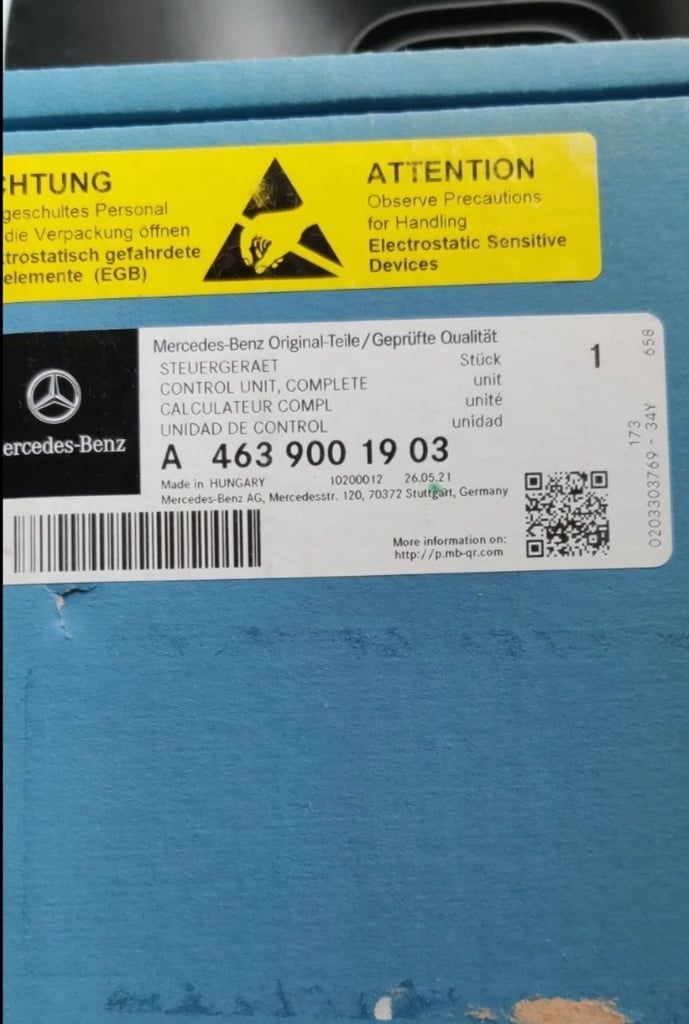 CHTUNG
geschultes Personal
die Verpackung öffnen
ktrostatisch gefahrdete
elemente (EGB)
ATTENTION
Observe Precautions
for Handling
Electrostatic Sensitive
Devices
ercedes-Benz
Mercedes-Benz Original-Teile/Geprüfte Qualität
STEUERGERAET Stück
CONTROL UNIT, COMPLETE unit
CALCULATEUR COMPL unité
UNIDAD DE CONTROL unidad
1
A 463 900 19 03
Made in HUNGARY 10200012 26.05.21
Mercedes-Benz AG, Mercedesstr. 120, 70372 Stuttgart, Germany
More information on:
http://p.mb-qr.com
658
173
0203303769 - 34Y